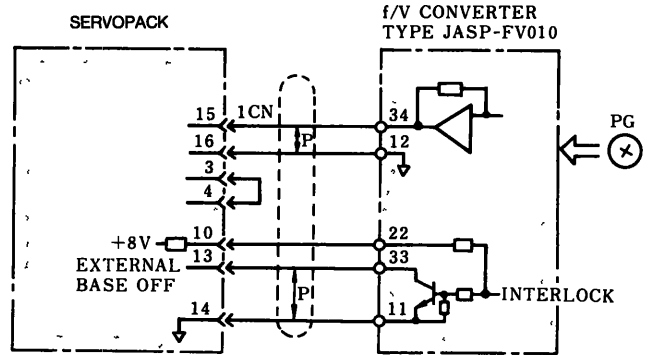 SERVOPACK
f/V CONVERTER
TYPE JASP-FV010
15 1CN 34
16 P 12
PG
3
4
+8V 10 22
EXTERNAL 13 33
BASE OFF
P INTERLOCK
14 11